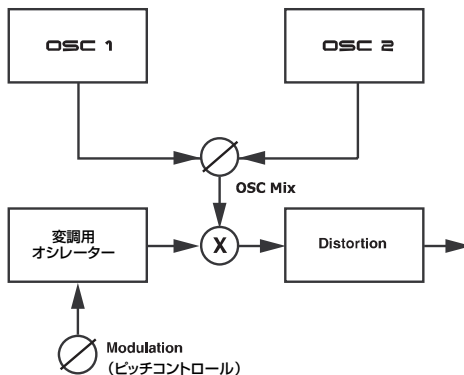 OSC 1
OSC 2
OSC Mix
変調用
オシレーター
X
Distortion
Modulation
（ピッチコントロール）